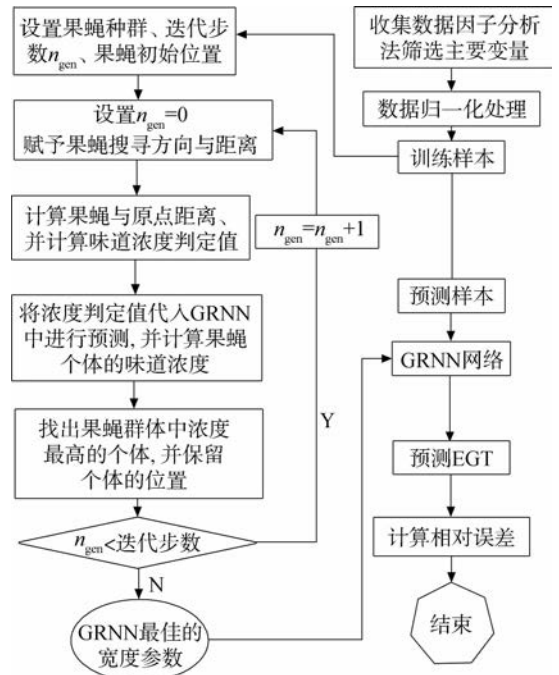 设置果蝇种群、迭代步
数n_gen、果蝇初始位置
设置n_gen=0
赋予果蝇搜寻方向与距离
计算果蝇与原点距离、
并计算味道浓度判定值
将浓度判定值代入GRNN
中进行预测,并计算果蝇
个体的味道浓度
找出果蝇群体中浓度
最高的个体,并保留
个体的位置
n_gen<迭代步数
N
GRNN最佳的
宽度参数
Y
n_gen=n_gen+1
收集数据因子分析
法筛选主要变量
数据归一化处理
训练样本
预测样本
GRNN网络
预测EGT
计算相对误差
结束